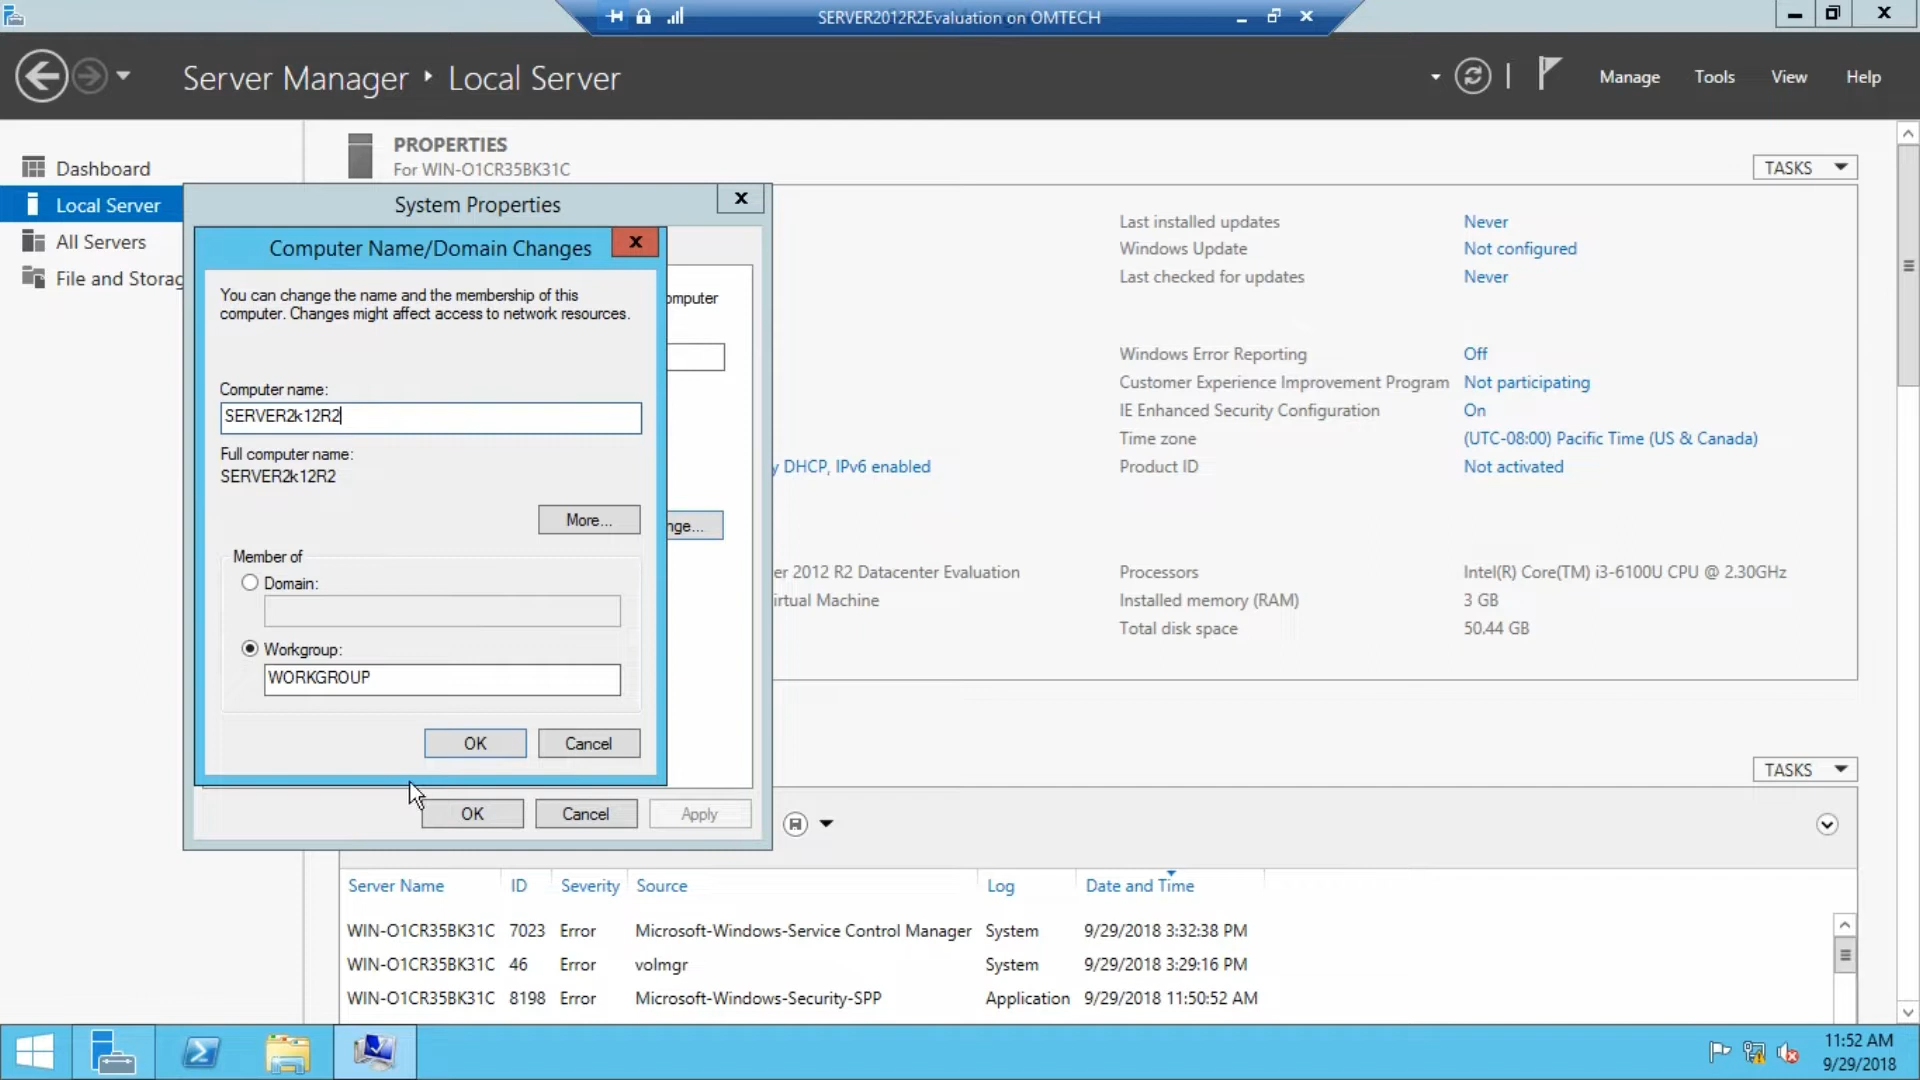 SERVER2012R2Evaluation on OMTECH
Server Manager ‣ Local Server
Manage Tools View Help
Dashboard
Local Server
All Servers
File and Storag
PROPERTIES
For WIN-O1CR35BK31C
TASKS
System Properties
omputer
nge...
OK Cancel Apply
Computer Name/Domain Changes
You can change the name and the membership of this
computer. Changes might affect access to network resources.
Computer name:
SERVER2k12R2
Full computer name:
SERVER2k12R2
More...
Member of
Domain:
Workgroup:
WORKGROUP
OK Cancel
Last installed updates Never
Windows Update Not configured
Last checked for updates Never
Windows Error Reporting Off
Customer Experience Improvement Program Not participating
IE Enhanced Security Configuration On
Time zone (UTC-08:00) Pacific Time (US & Canada)
y DHCP, IPv6 enabled Product ID Not activated
er 2012 R2 Datacenter Evaluation Processors Intel(R) Core(TM) i3-6100U CPU @ 2.30GHz
irtual Machine Installed memory (RAM) 3 GB
Total disk space 50.44 GB
TASKS
Server Name ID Severity Source Log Date and Time
WIN-O1CR35BK31C 7023 Error Microsoft-Windows-Service Control Manager System 9/29/2018 3:32:38 PM
WIN-O1CR35BK31C 46 Error volmgr System 9/29/2018 3:29:16 PM
WIN-O1CR35BK31C 8198 Error Microsoft-Windows-Security-SPP Application 9/29/2018 11:50:52 AM
11:52 AM
9/29/2018